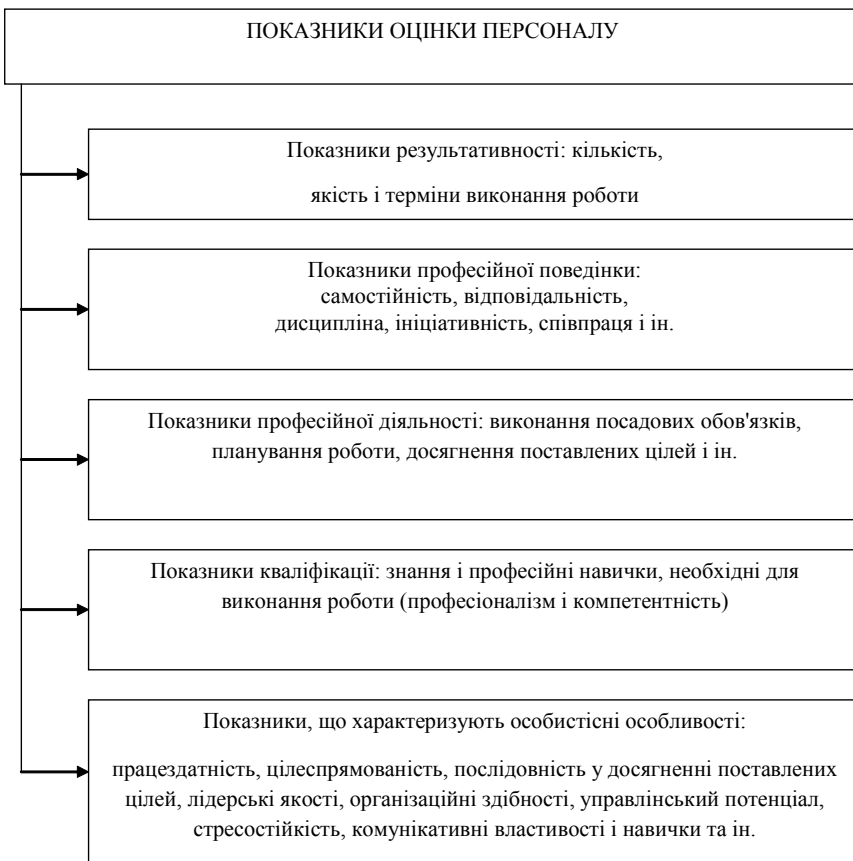 ПОКАЗНИКИ ОЦІНКИ ПЕРСОНАЛУ
Показники результативності: кількість,
якість і терміни виконання роботи
Показники професійної поведінки:
самостійність, відповідальність,
дисципліна, ініціативність, співпраця і ін.
Показники професійної діяльності: виконання посадових обов'язків,
планування роботи, досягнення поставлених цілей і ін.
Показники кваліфікації: знання і професійні навички, необхідні для
виконання роботи (професіоналізм і компетентність)
Показники, що характеризують особистісні особливості:
працездатність, цілеспрямованість, послідовність у досягненні поставлених
цілей, лідерські якості, організаційні здібності, управлінський потенціал,
стресостійкість, комунікативні властивості і навички та ін.